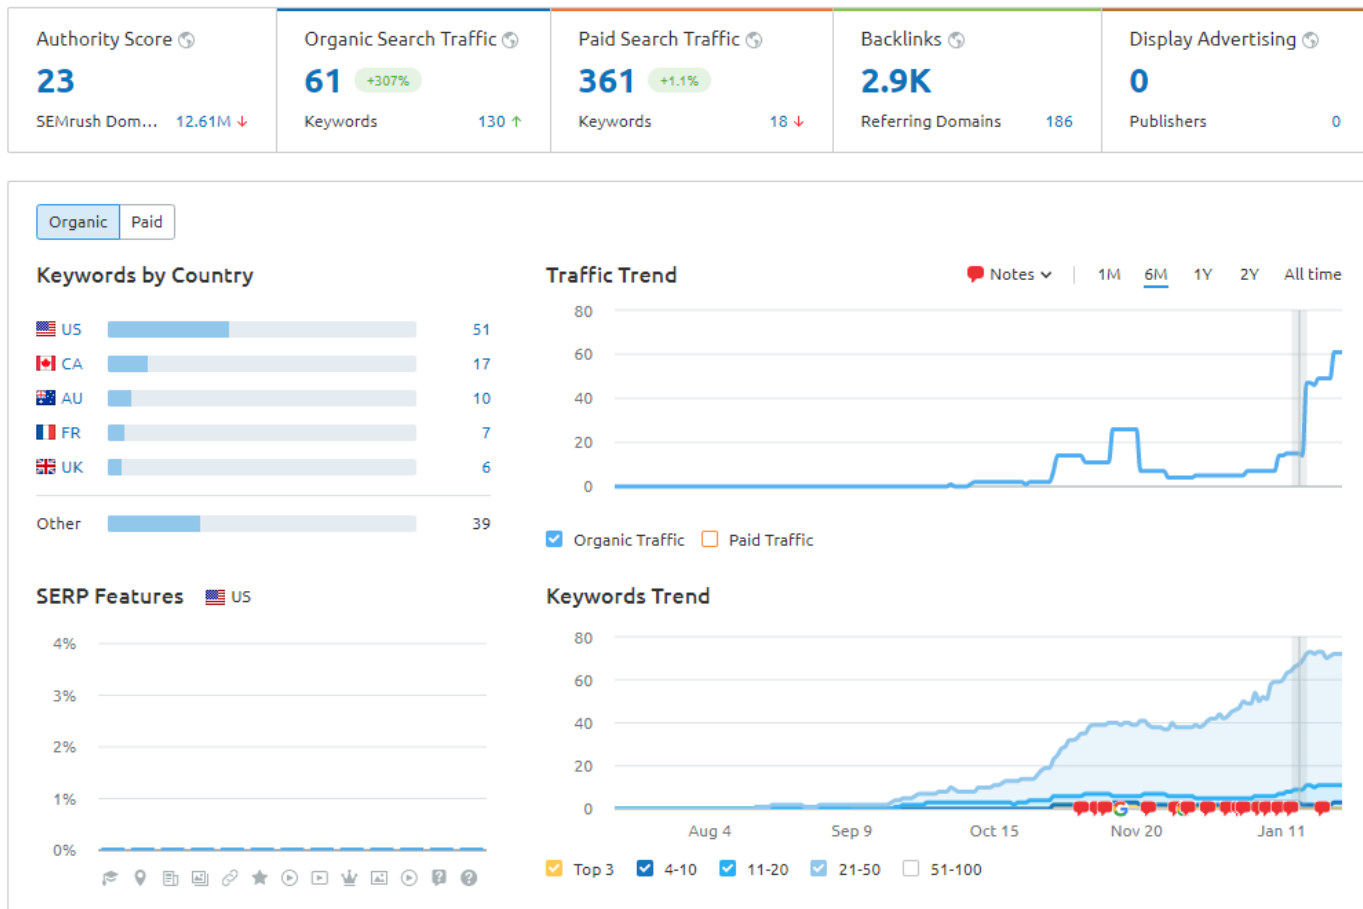 Authority Score
23
SEMrush Dom... 12.61M ↓
Organic Search Traffic
61 +307%
Keywords 130 ↑
Paid Search Traffic
361 +1.1%
Keywords 18 ↓
Backlinks
2.9K
Referring Domains 186
Display Advertising
0
Publishers 0
Organic Paid
Keywords by Country
US 51
CA 17
AU 10
FR 7
UK 6
Other 39
Traffic Trend
Notes 1M 6M 1Y 2Y All time
80
60
40
20
0
Organic Traffic Paid Traffic
SERP Features US
4%
3%
2%
1%
0%
Keywords Trend
80
60
40
20
0
Aug 4 Sep 9 Oct 15 Nov 20 Jan 11
Top 3 4-10 11-20 21-50 51-100